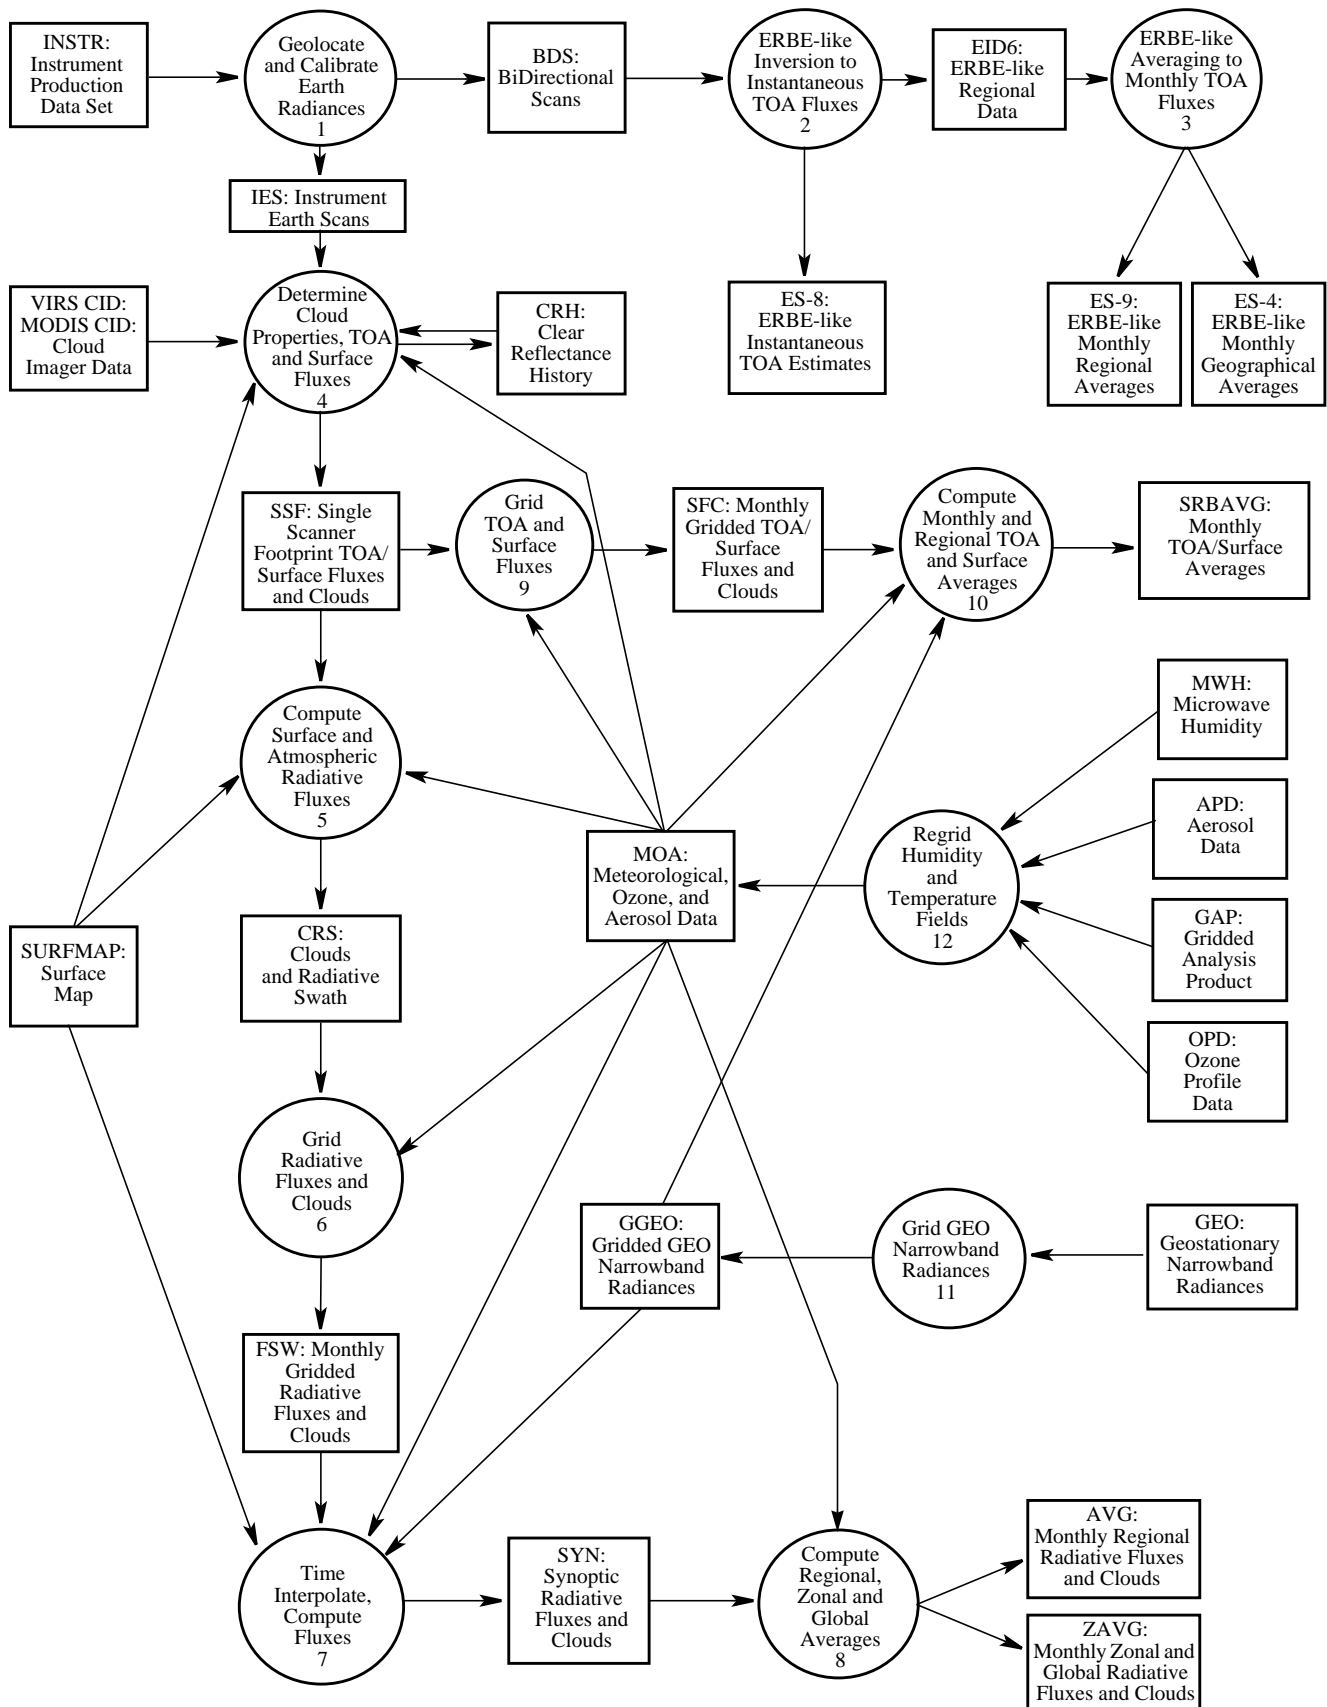 INSTR:
Instrument
Production
Data Set
Geolocate
and Calibrate
Earth
Radiances
1
BDS:
BiDirectional
Scans
ERBE-like
Inversion to
Instantaneous
TOA Fluxes
2
EID6:
ERBE-like
Regional
Data
ERBE-like
Averaging to
Monthly TOA
Fluxes
3
IES: Instrument
Earth Scans
VIRS CID:
MODIS CID:
Cloud
Imager Data
Determine
Cloud
Properties, TOA
and Surface
Fluxes
4
CRH:
Clear
Reflectance
History
ES-8:
ERBE-like
Instantaneous
TOA Estimates
ES-9:
ERBE-like
Monthly
Regional
Averages
ES-4:
ERBE-like
Monthly
Geographical
Averages
SSF: Single
Scanner
Footprint TOA/
Surface Fluxes
and Clouds
Grid
TOA and
Surface
Fluxes
9
SFC: Monthly
Gridded TOA/
Surface
Fluxes and
Clouds
Compute
Monthly and
Regional TOA
and Surface
Averages
10
SRBAVG:
Monthly
TOA/Surface
Averages
Compute
Surface and
Atmospheric
Radiative
Fluxes
5
MWH:
Microwave
Humidity
APD:
Aerosol
Data
MOA:
Meteorological,
Ozone, and
Aerosol Data
Regrid
Humidity
and
Temperature
Fields
12
GAP:
Gridded
Analysis
Product
SURFMAP:
Surface
Map
CRS:
Clouds
and Radiative
Swath
OPD:
Ozone
Profile
Data
Grid
Radiative
Fluxes and
Clouds
6
GGEO:
Gridded GEO
Narrowband
Radiances
Grid GEO
Narrowband
Radiances
11
GEO:
Geostationary
Narrowband
Radiances
FSW: Monthly
Gridded
Radiative
Fluxes and
Clouds
Time
Interpolate,
Compute
Fluxes
7
SYN:
Synoptic
Radiative
Fluxes and
Clouds
Compute
Regional,
Zonal and
Global
Averages
8
AVG:
Monthly Regional
Radiative Fluxes
and Clouds
ZAVG:
Monthly Zonal and
Global Radiative
Fluxes and Clouds